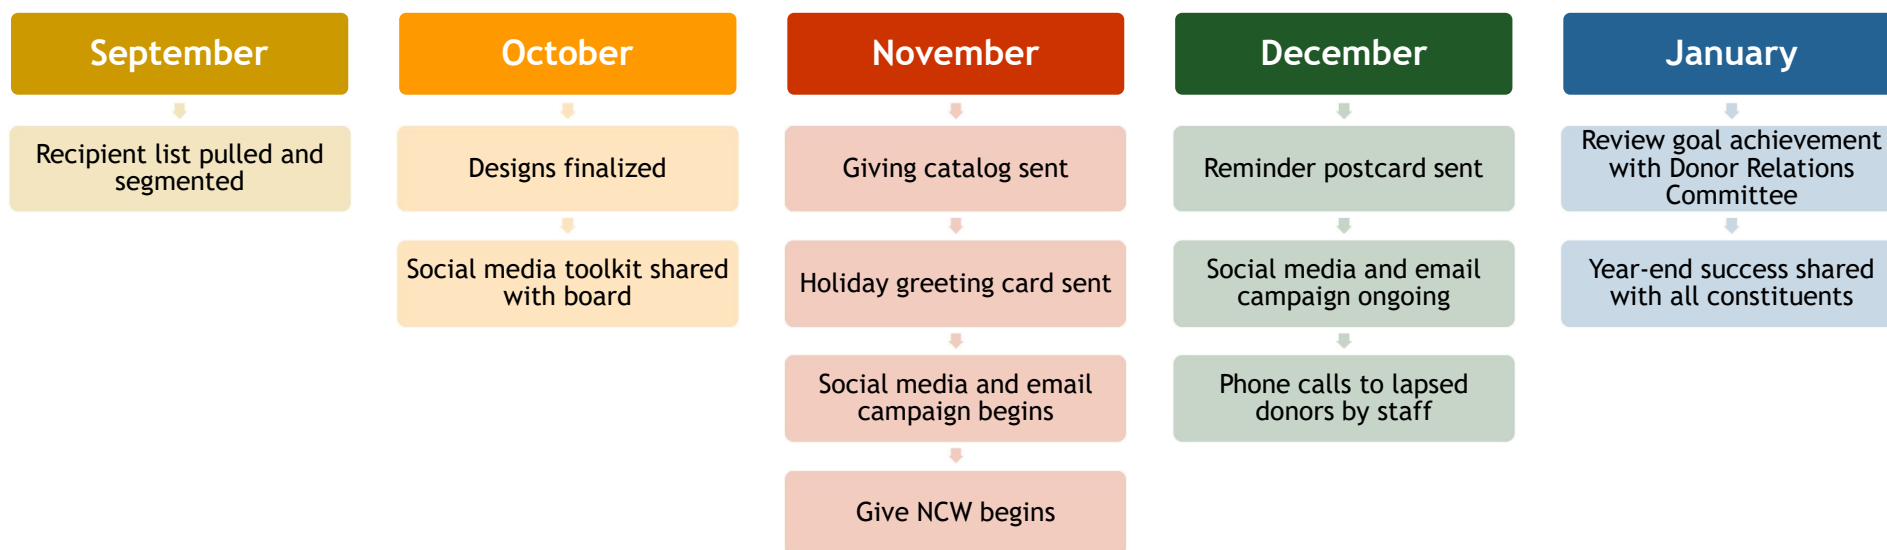 September
Recipient list pulled and
segmented
October
Designs finalized
Social media toolkit shared
with board
November
Giving catalog sent
Holiday greeting card sent
Social media and email
campaign begins
Give NCW begins
December
Reminder postcard sent
Social media and email
campaign ongoing
Phone calls to lapsed
donors by staff
January
Review goal achievement
with Donor Relations
Committee
Year-end success shared
with all constituents